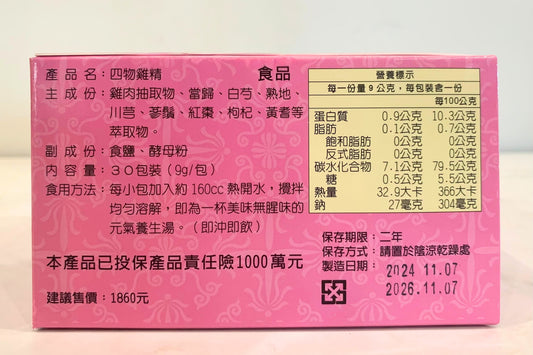 產品名:四物雞精
食品
主成份:雞肉抽取物、當歸、白芍、熟地、
川芎、蔘鬚、紅棗、枸杞、黃耆等
萃取物。
副成份:食鹽、酵母粉
內容量:30包裝(9g/包)
食用方法:每小包加入約160cc熱開水,攪拌
均勻溶解,即為一杯美味無腥味的
元氣養生湯。(即沖即飲)
本產品已投保產品責任險1000萬元
建議售價:1860元
營養標示
每一份量9公克,每包裝含一份
每100公克
蛋白質 0.9公克 10.3公克
脂肪 0.1公克 0.7公克
飽和脂肪 0公克 0公克
反式脂肪 0公克 0公克
碳水化合物 7.1公克 79.5公克
糖 0.5公克 5.5公克
熱量 32.9大卡 366大卡
鈉 27毫克 304毫克
保存期限:二年
保存方式:請置於陰涼乾躁處
製造日期:2024 11.07
2026.11.07